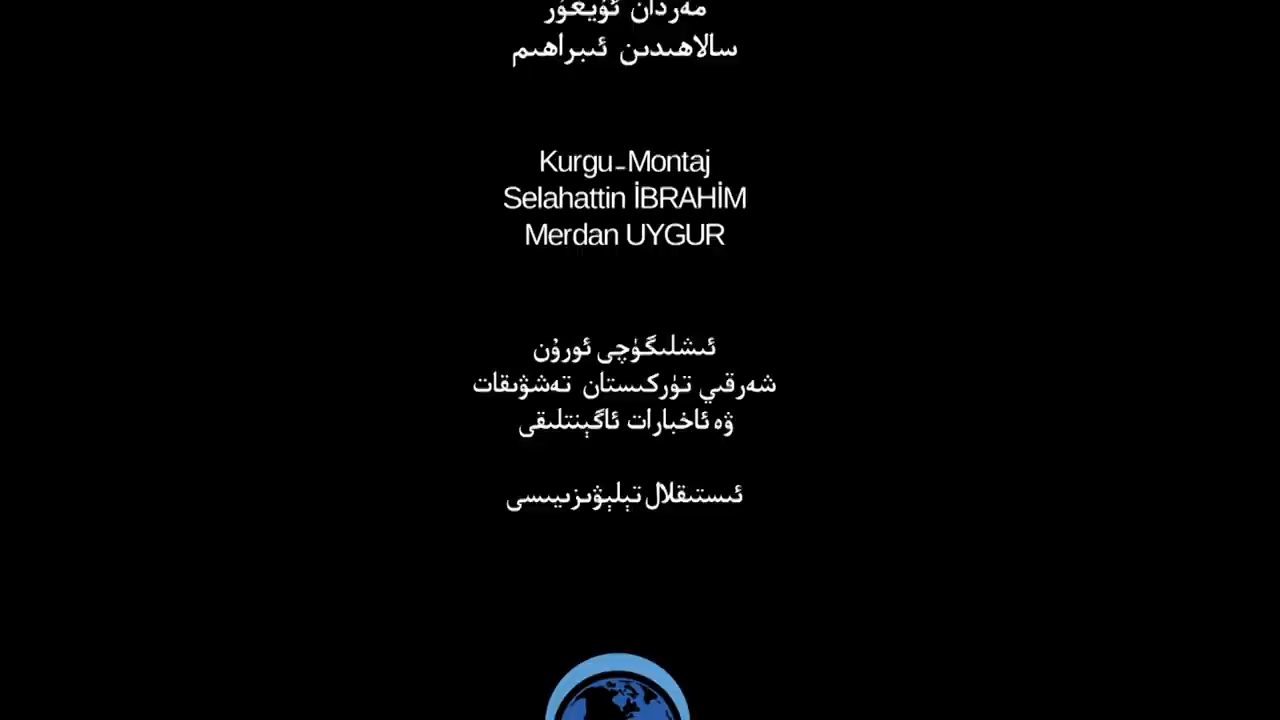 مەردان ئۇيغۇر
سالاھىدىن ئىبراھىم
Kurgu-Montaj
Selahattin İBRAHİM
Merdan UYGUR
ئىشلىگۈچى ئورۇن
شەرقىي تۈركىستان تەشۋىقات
ۋە ئاخبارات ئاگېنتلىقى
ئىستىقلال تېلېۋىزىيىسى